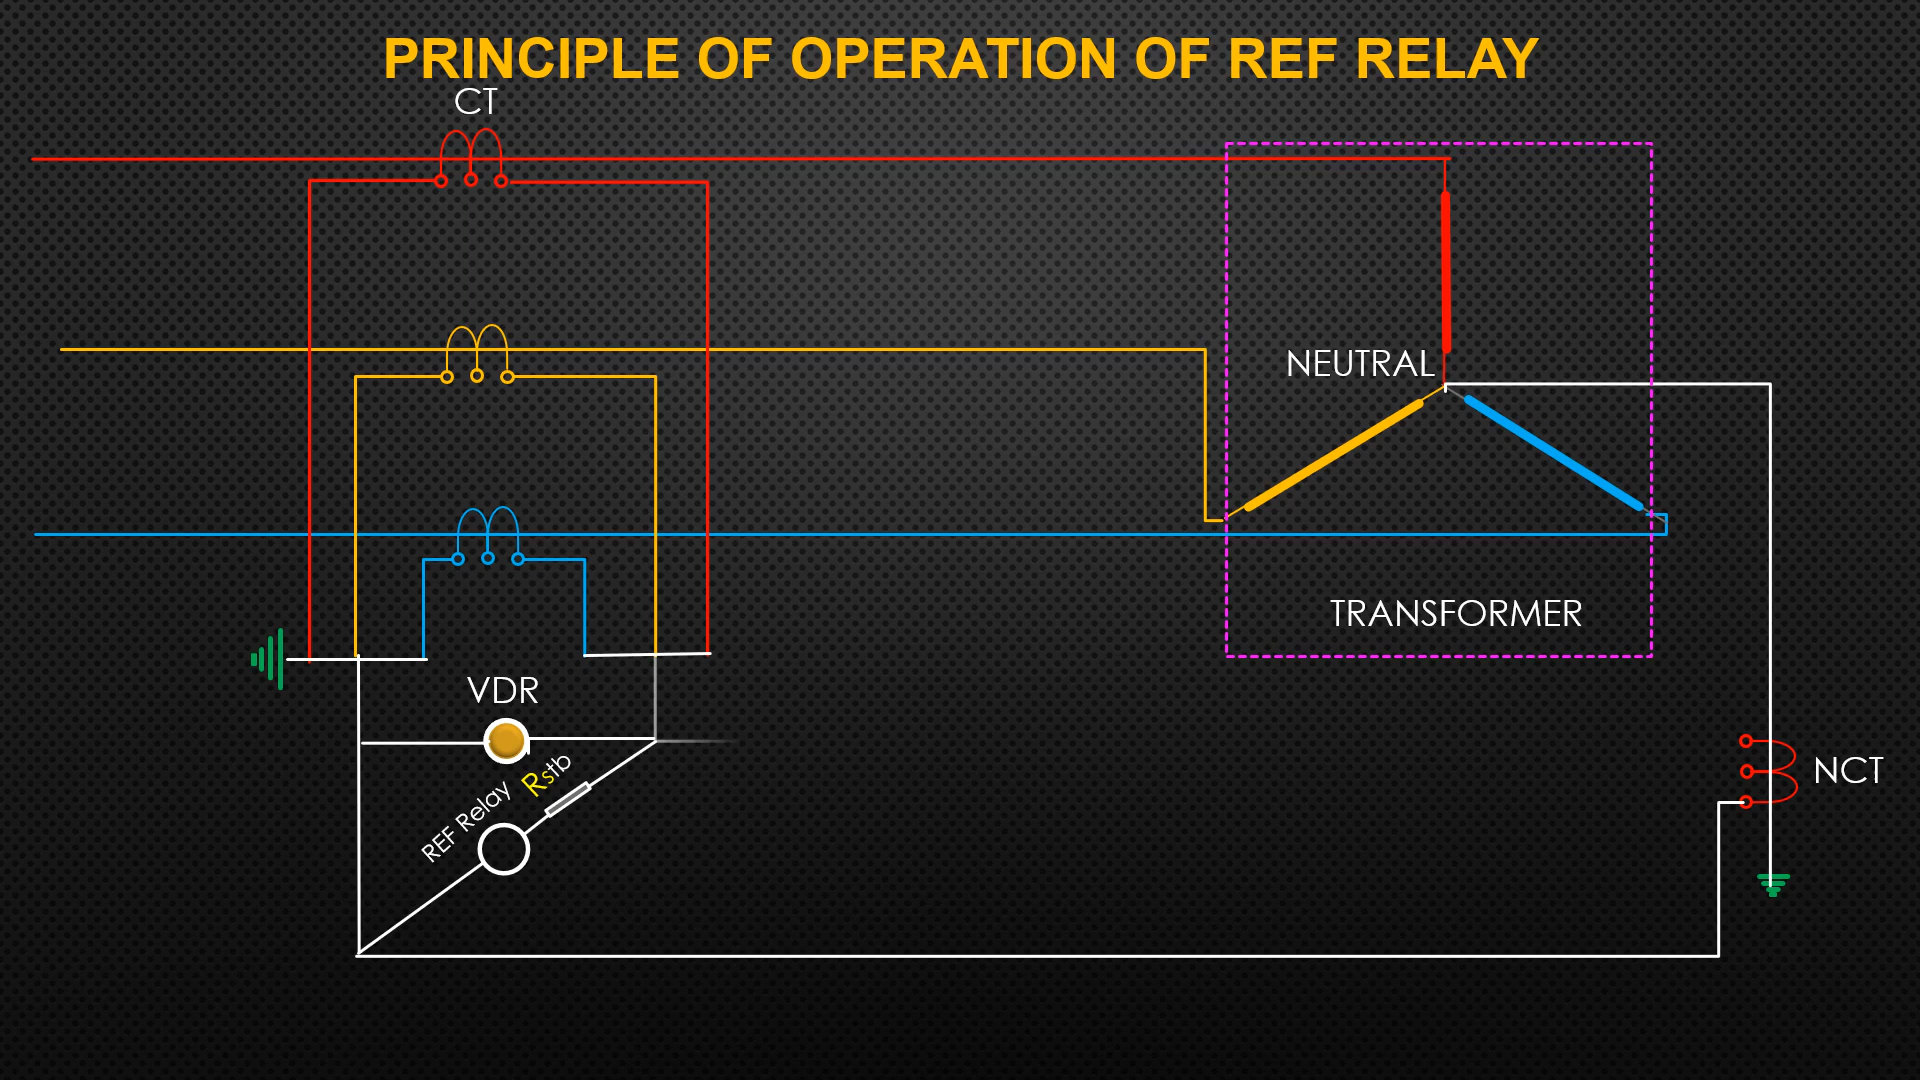 PRINCIPLE OF OPERATION OF REF RELAY
CT
NEUTRAL
TRANSFORMER
VDR
Rstb
REF Relay
NCT